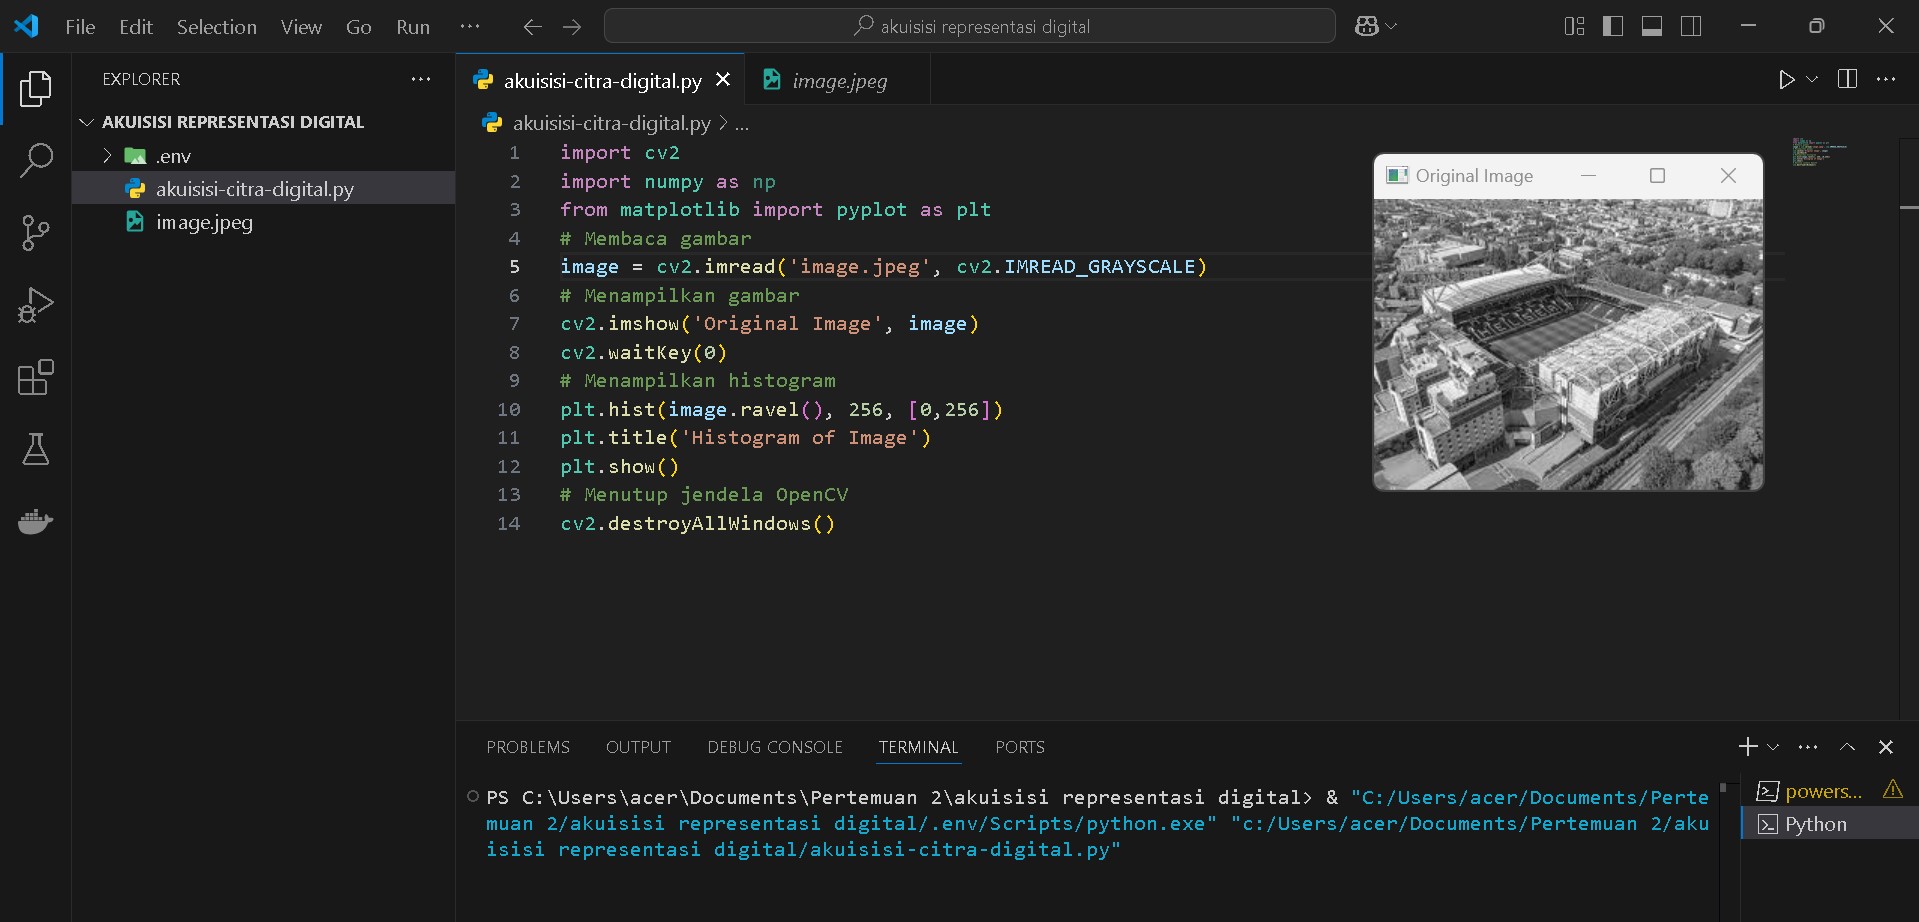 File Edit Selection View Go Run ··· akuisisi representasi digital
EXPLORER ···
AKUISISI REPRESENTASI DIGITAL
.env
akuisisi-citra-digital.py
image.jpeg
akuisisi-citra-digital.py image.jpeg
akuisisi-citra-digital.py > ...
1 import cv2
2 import numpy as np
3 from matplotlib import pyplot as plt
4 # Membaca gambar
5 image = cv2.imread('image.jpeg', cv2.IMREAD_GRAYSCALE)
6 # Menampilkan gambar
7 cv2.imshow('Original Image', image)
8 cv2.waitKey(0)
9 # Menampilkan histogram
10 plt.hist(image.ravel(), 256, [0,256])
11 plt.title('Histogram of Image')
12 plt.show()
13 # Menutup jendela OpenCV
14 cv2.destroyAllWindows()
Original Image
PROBLEMS OUTPUT DEBUG CONSOLE TERMINAL PORTS
PS C:\Users\acer\Documents\Pertemuan 2\akuisisi representasi digital> & "C:/Users/acer/Documents/Perte
muan 2/akuisisi representasi digital/.env/Scripts/python.exe" "c:/Users/acer/Documents/Pertemuan 2/aku
isisi representasi digital/akuisisi-citra-digital.py"
powers...
Python